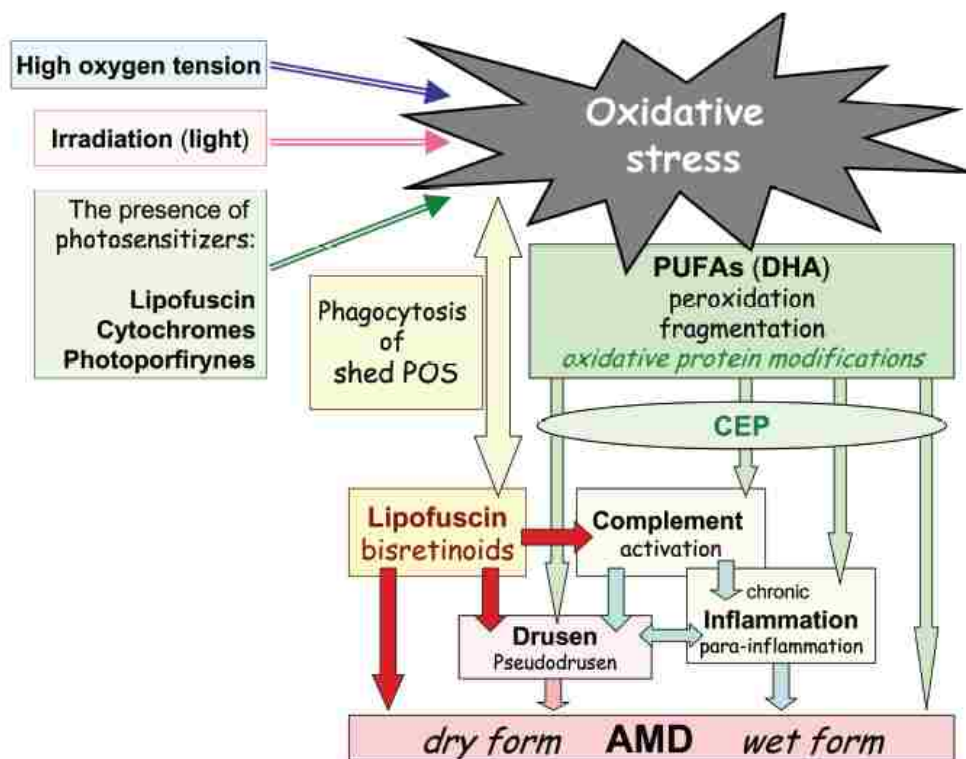 High oxygen tension
Irradiation (light)
The presence of
photosensitizers:
Lipofuscin
Cytochromes
Photoporfirynes
Oxidative
stress
Phagocytosis
of
shed POS
PUFAs (DHA)
peroxidation
fragmentation
oxidative protein modifications
CEP
Lipofuscin
bisretinoids
Complement
activation
chronic
Inflammation
para-inflammation
Drusen
Pseudodrusen
dry form AMD wet form